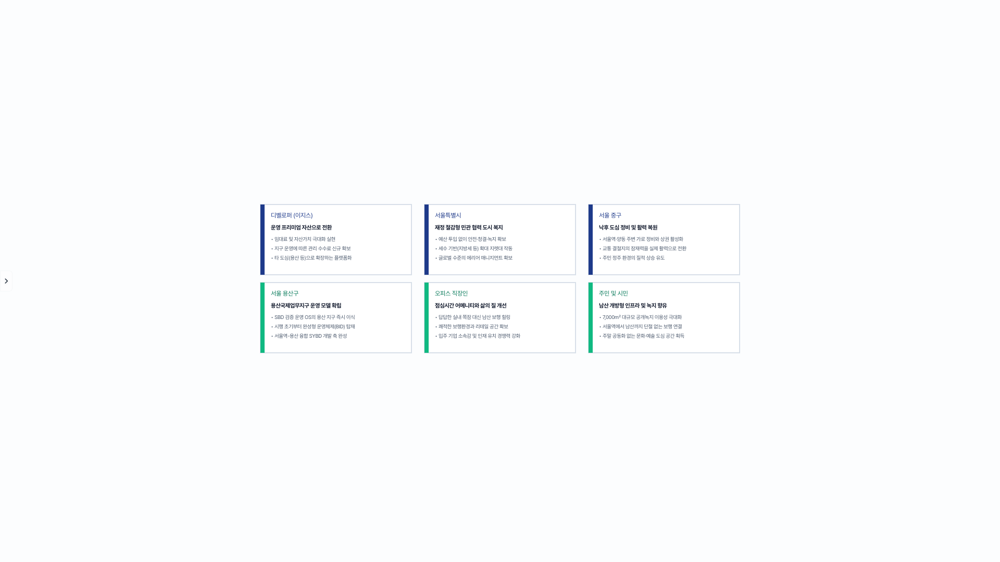 디벨로퍼 (이지스)
운영 프리미엄 자산으로 전환
• 임대료 및 자산가치 극대화 실현
• 지구 운영에 따른 관리 수수료 신규 확보
• 타 도심(용산 등)으로 확장하는 플랫폼화
서울특별시
재정 절감형 민관 협력 도시 복지
• 예산 투입 없이 안전·청결·녹지 확보
• 세수 기반(지방세 등) 확대 지렛대 작동
• 글로벌 수준의 에리어 매니지먼트 확보
서울 중구
낙후 도심 정비 및 활력 복원
• 서울역·양동 주변 가로 정비와 상권 활성화
• 교통 결절지의 잠재력을 실제 활력으로 전환
• 주민 정주 환경의 질적 상승 유도
서울 용산구
용산국제업무지구 운영 모델 확립
• SBD 검증 운영 OS의 용산 지구 즉시 이식
• 시행 초기부터 완성형 운영체제(BID) 탑재
• 서울역-용산 융합 SYBD 개발 축 완성
오피스 직장인
점심시간 어메니티와 삶의 질 개선
• 답답한 실내 쪽잠 대신 남산 보행 힐링
• 쾌적한 보행환경과 리테일 공간 확보
• 입주 기업 소속감 및 인재 유치 경쟁력 강화
주민 및 시민
남산 개방형 인프라 및 녹지 향유
• 7,000m² 대규모 공개녹지 이용성 극대화
• 서울역에서 남산까지 단절 없는 보행 연결
• 주말 공동화 없는 문화·예술 도심 공간 획득